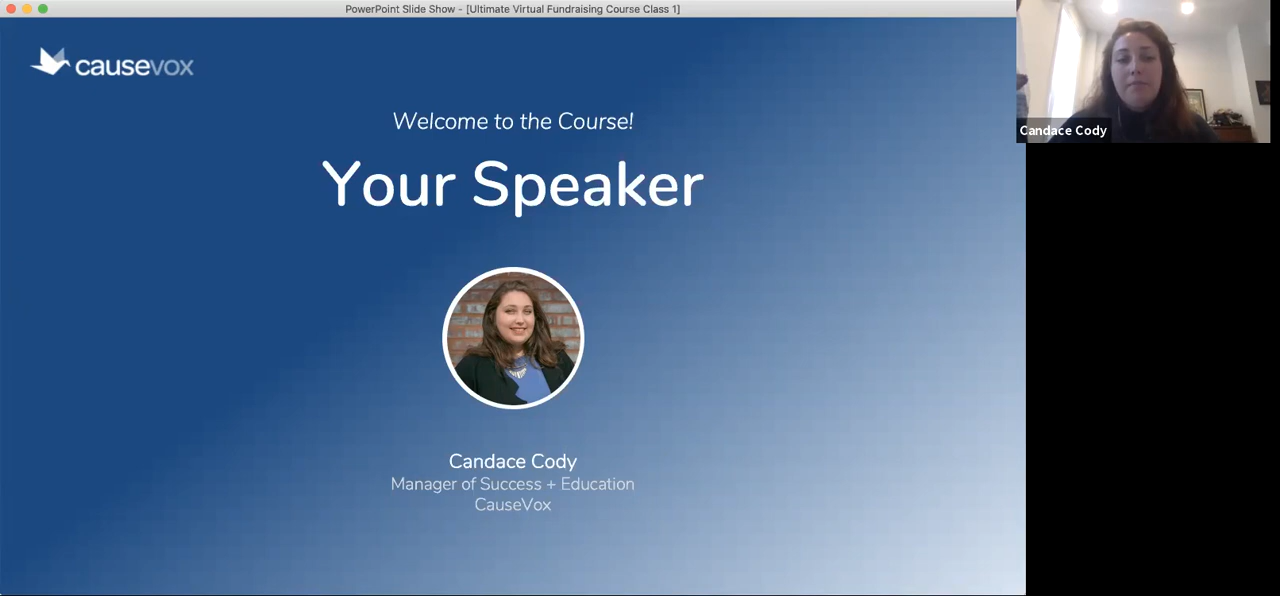 PowerPoint Slide Show - [Ultimate Virtual Fundraising Course Class 1]
causevox
Welcome to the Course!
Your Speaker
Candace Cody
Manager of Success + Education
CauseVox
Candace Cody